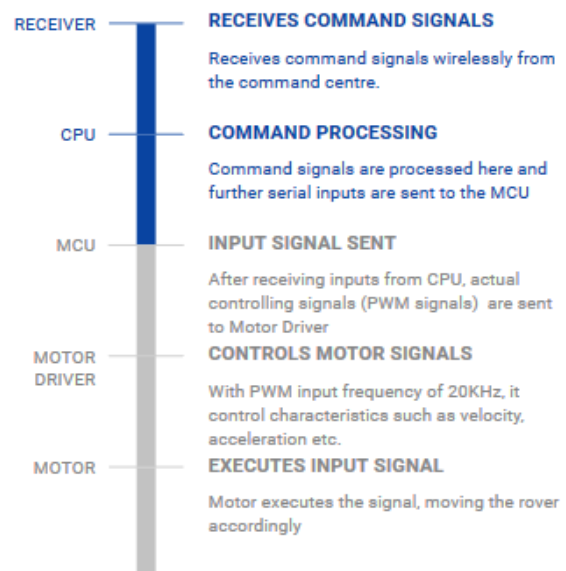 RECEIVER
RECEIVES COMMAND SIGNALS
Receives command signals wirelessly from
the command centre.
CPU
COMMAND PROCESSING
Command signals are processed here and
further serial inputs are sent to the MCU
MCU
INPUT SIGNAL SENT
After receiving inputs from CPU, actual
controlling signals (PWM signals) are sent
to Motor Driver
MOTOR
DRIVER
CONTROLS MOTOR SIGNALS
With PWM input frequency of 20KHz, it
control characteristics such as velocity,
acceleration etc.
MOTOR
EXECUTES INPUT SIGNAL
Motor executes the signal, moving the rover
accordingly